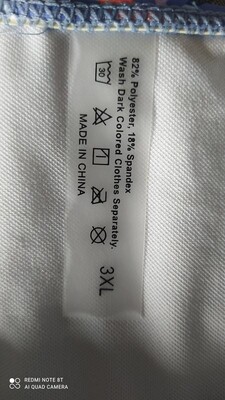 82% Polyester, 18% Spandex
Wash Dark Colored Clothes Separately.
30
3XL
MADE IN CHINA
REDMI NOTE 8T
AI QUAD CAMERA